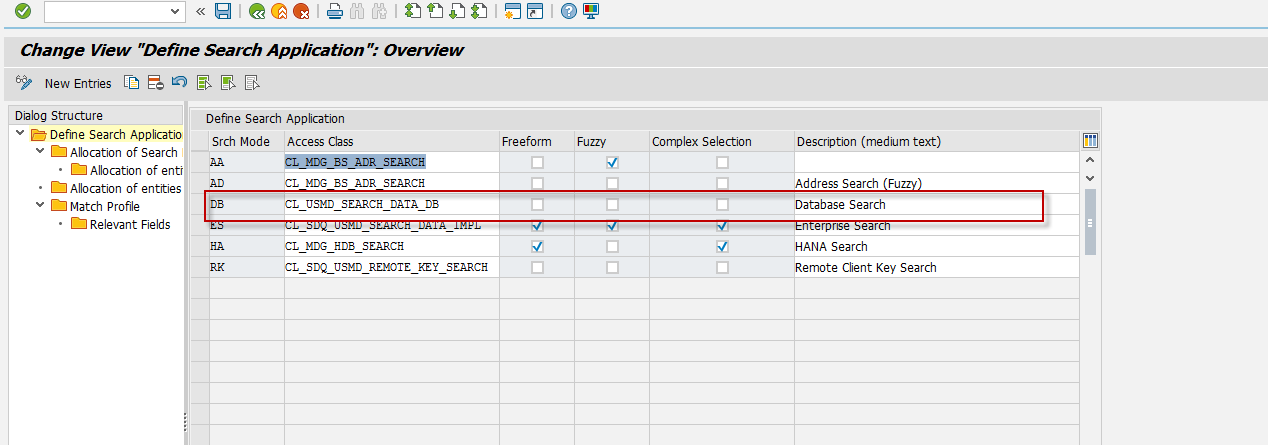 Change View "Define Search Application": Overview
New Entries
Dialog Structure
Define Search Applicatio
Allocation of Search
Allocation of enti
Allocation of entities
Match Profile
Relevant Fields
Define Search Application
Srch Mode Access Class Freeform Fuzzy Complex Selection Description (medium text)
AA CL_MDG_BS_ADR_SEARCH
AD CL_MDG_BS_ADR_SEARCH Address Search (Fuzzy)
DB CL_USMD_SEARCH_DATA_DB Database Search
ES CL_SDQ_USMD_SEARCH_DATA_IMPL Enterprise Search
HA CL_MDG_HDB_SEARCH HANA Search
RK CL_SDQ_USMD_REMOTE_KEY_SEARCH Remote Client Key Search